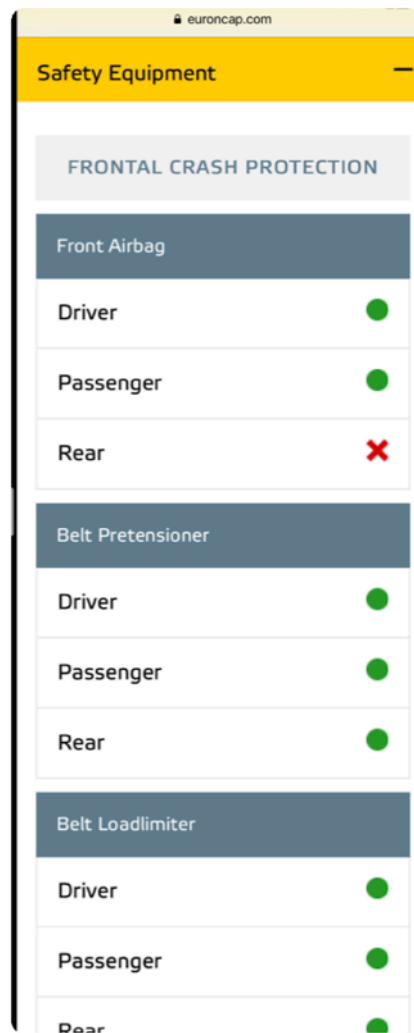 euroncap.com
Safety Equipment
FRONTAL CRASH PROTECTION
Front Airbag
Driver
Passenger
Rear
Belt Pretensioner
Driver
Passenger
Rear
Belt Loadlimiter
Driver
Passenger
Rear